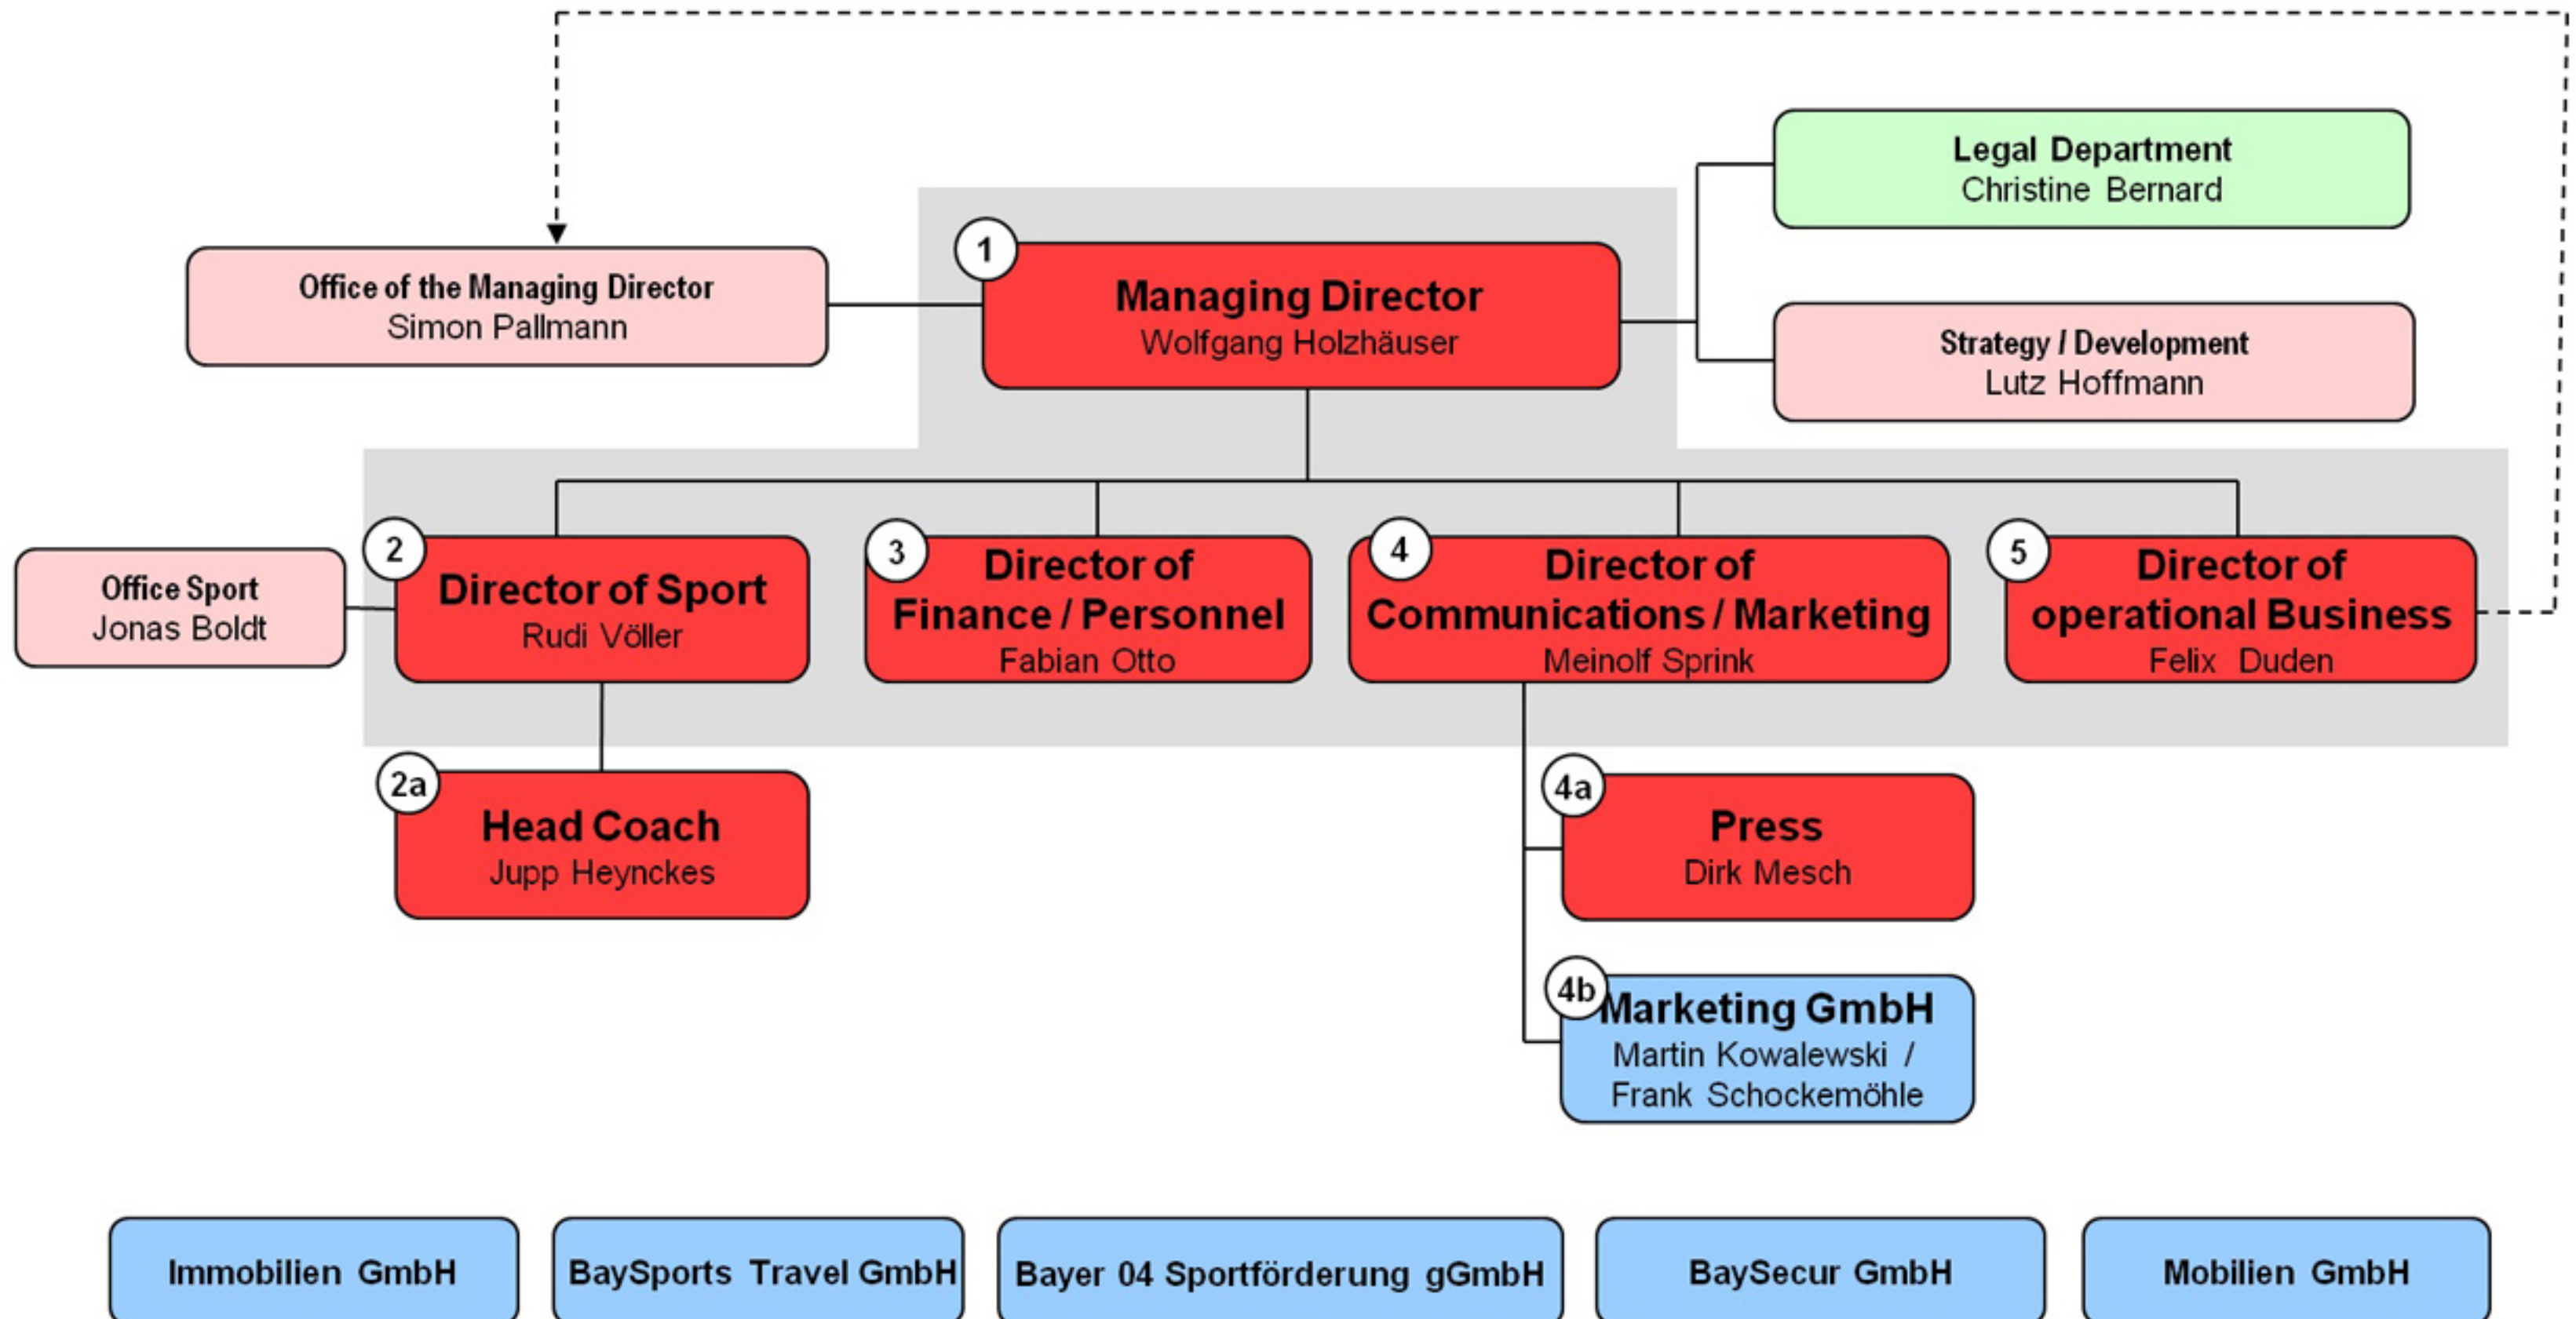 Legal Department
Christine Bernard
1
Managing Director
Wolfgang Holzhäuser
Office of the Managing Director
Simon Pallmann
Strategy / Development
Lutz Hoffmann
2
Director of Sport
Rudi Völler
3
Director of
Finance / Personnel
Fabian Otto
4
Director of
Communications / Marketing
Meinolf Sprink
5
Director of
operational Business
Felix Duden
Office Sport
Jonas Boldt
2a
Head Coach
Jupp Heynckes
4a
Press
Dirk Mesch
4b
Marketing GmbH
Martin Kowalewski /
Frank Schockemöhle
Immobilien GmbH
BaySports Travel GmbH
Bayer 04 Sportförderung gGmbH
BaySecur GmbH
Mobilien GmbH